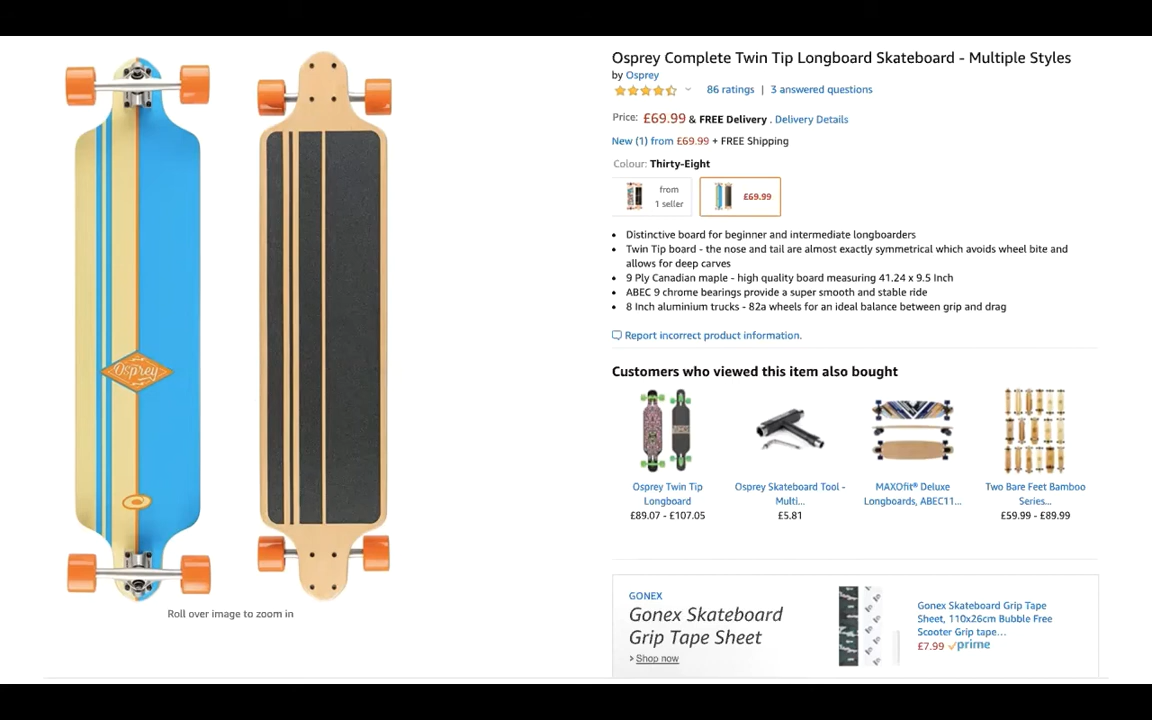 Osprey Complete Twin Tip Longboard Skateboard - Multiple Styles
by Osprey
86 ratings | 3 answered questions
Price: £69.99 & FREE Delivery . Delivery Details
New (1) from £69.99 + FREE Shipping
Colour: Thirty-Eight
from
1 seller
£69.99
• Distinctive board for beginner and intermediate longboarders
• Twin Tip board - the nose and tail are almost exactly symmetrical which avoids wheel bite and
allows for deep carves
• 9 Ply Canadian maple - high quality board measuring 41.24 x 9.5 Inch
• ABEC 9 chrome bearings provide a super smooth and stable ride
• 8 Inch aluminium trucks - 82a wheels for an ideal balance between grip and drag
Report incorrect product information.
Osprey
Roll over image to zoom in
Customers who viewed this item also bought
Osprey Twin Tip
Longboard
£89.07 - £107.05
Osprey Skateboard Tool -
Multi...
£5.81
MAXOfit® Deluxe
Longboards, ABEC11...
Two Bare Feet Bamboo
Series...
£59.99 - £89.99
GONEX
Gonex Skateboard
Grip Tape Sheet
› Shop now
Gonex Skateboard Grip Tape
Sheet, 110x26cm Bubble Free
Scooter Grip tape...
£7.99 prime